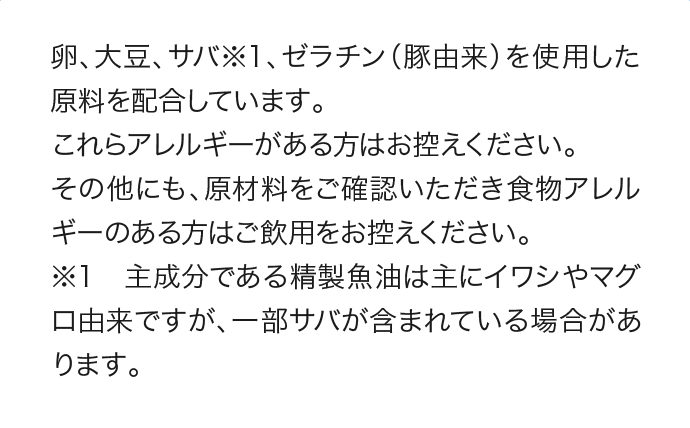 卵、大豆、サバ※1、ゼラチン（豚由来）を使用した
原料を配合しています。
これらアレルギーがある方はお控えください。
その他にも、原材料をご確認いただき食物アレル
ギーのある方はご飲用をお控えください。
※1　主成分である精製魚油は主にイワシやマグ
ロ由来ですが、一部サバが含まれている場合があ
ります。